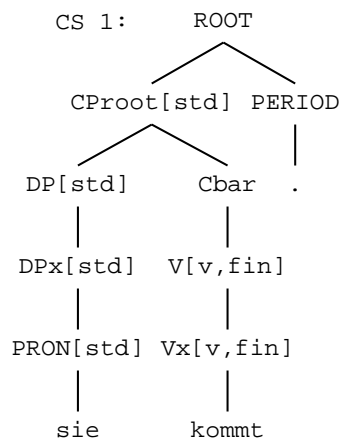 CS 1: ROOT
CProot[std] PERIOD
DP[std] Cbar .
DPx[std] V[v,fin]
PRON[std] Vx[v,fin]
sie kommt